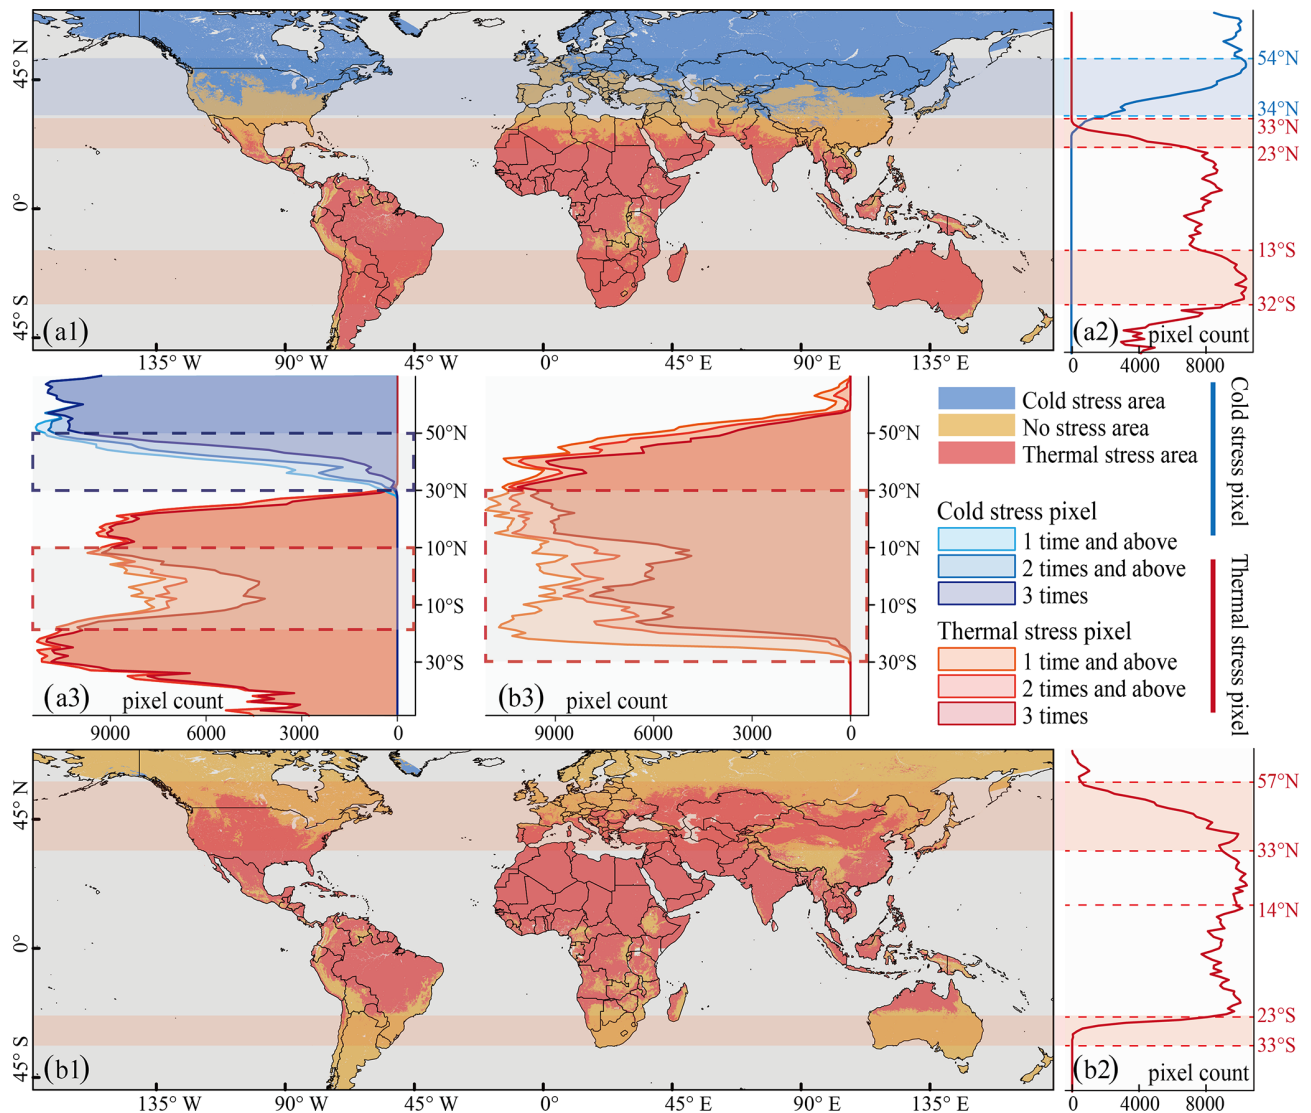 45° N
0°
45° S
(a1)
135° W
90° W
45° W
0°
45° E
90° E
135° E
54°N
34°N
33°N
23°N
13°S
32°S
(a2)
pixel count
0
4000
8000
50°N
30°N
10°N
10°S
30°S
(a3)
pixel count
9000
6000
3000
0
50°N
30°N
10°N
10°S
30°S
(b3)
pixel count
9000
6000
3000
0
Cold stress area
No stress area
Thermal stress area
Cold stress pixel
1 time and above
2 times and above
3 times
Thermal stress pixel
1 time and above
2 times and above
3 times
Cold stress pixel
Thermal stress pixel
45° N
0°
45° S
(b1)
135° W
90° W
45° W
0°
45° E
90° E
135° E
57°N
33°N
14°N
23°S
33°S
(b2)
pixel count
0
4000
8000